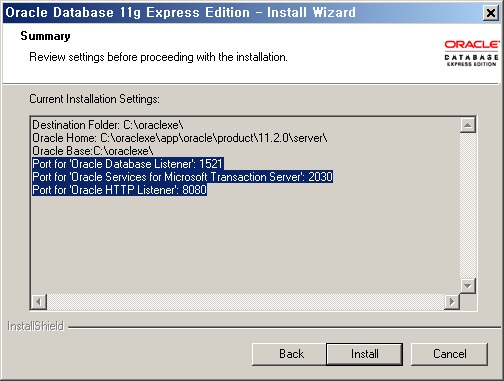 Oracle Database 11g Express Edition - Install Wizard
Summary
Review settings before proceeding with the installation.
ORACLE
DATABASE
EXPRESS EDITION
Current Installation Settings:
Destination Folder: C:\oraclexe\
Oracle Home: C:\oraclexe\app\oracle\product\11.2.0\server\
Oracle Base:C:\oraclexe\
Port for 'Oracle Database Listener': 1521
Port for 'Oracle Services for Microsoft Transaction Server': 2030
Port for 'Oracle HTTP Listener': 8080
InstallShield
Back
Install
Cancel